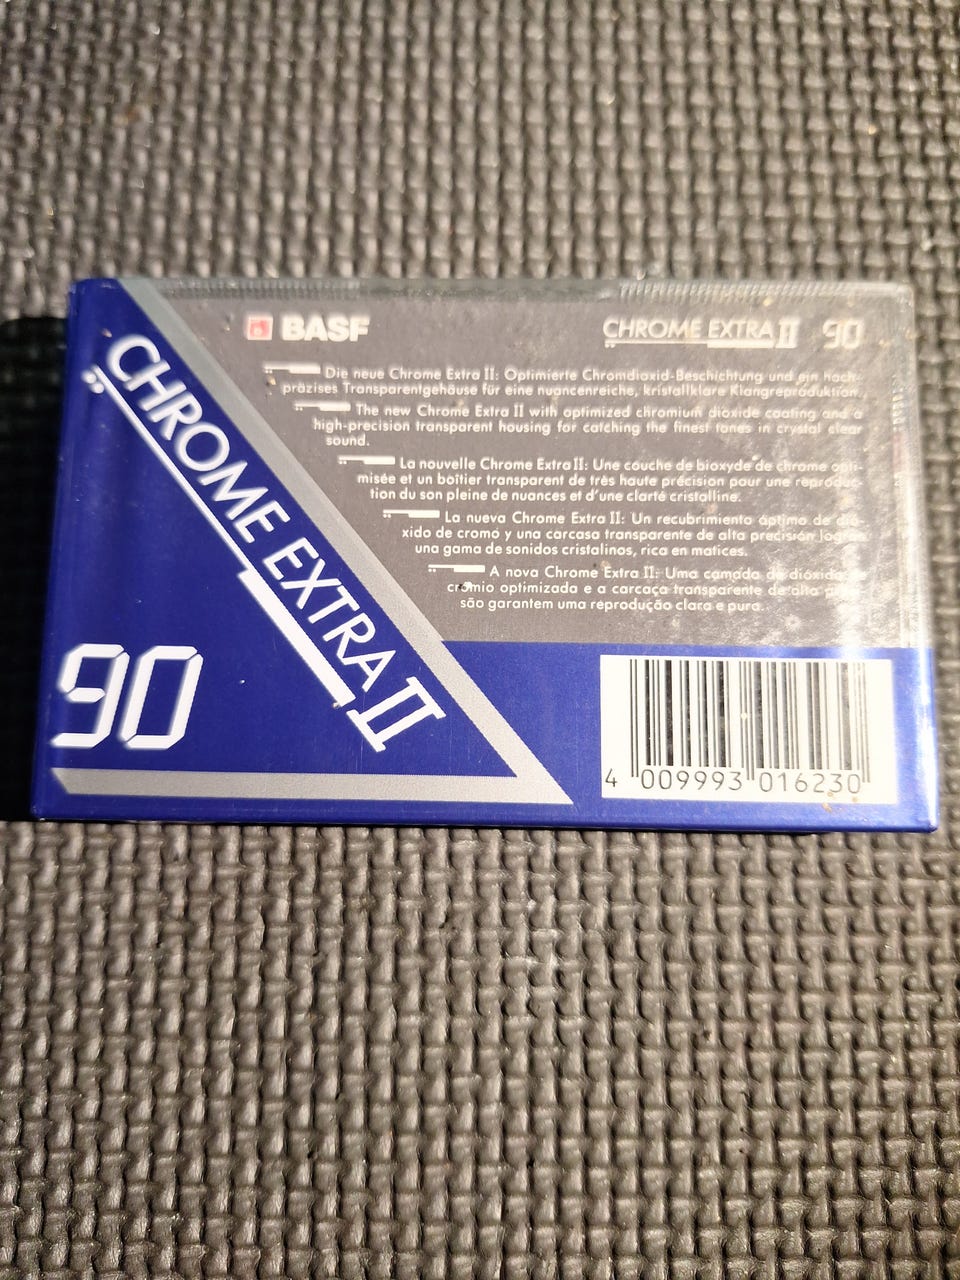 BASF
CHROME EXTRA II 90
Die neue Chrome Extra II: Optimierte Chromdioxid-Beschichtung und ein hoch-
präzises Transparentgehäuse für eine nuancenreiche, kristallklare Klangreproduktion.
The new Chrome Extra II with optimized chromium dioxide coating and a
high-precision transparent housing for catching the finest tones in crystal clear
sound.
La nouvelle Chrome Extra II: Une couche de bioxyde de chrome opti-
misée et un boîtier transparent de très haute précision pour une reproduc-
tion du son pleine de nuances et d'une clarté cristalline.
La nueva Chrome Extra II: Un recubrimiento óptimo de dió-
xido de cromo y una carcasa transparente de alta precisión logran
una gama de sonidos cristalinos, rica en matices.
A nova Chrome Extra II: Uma camada de dióxido de
crômio optimizada e a carcaça transparente de alta
são garantem uma reprodução clara e pura.
CHROME EXTRA II
90
4 009993 016230